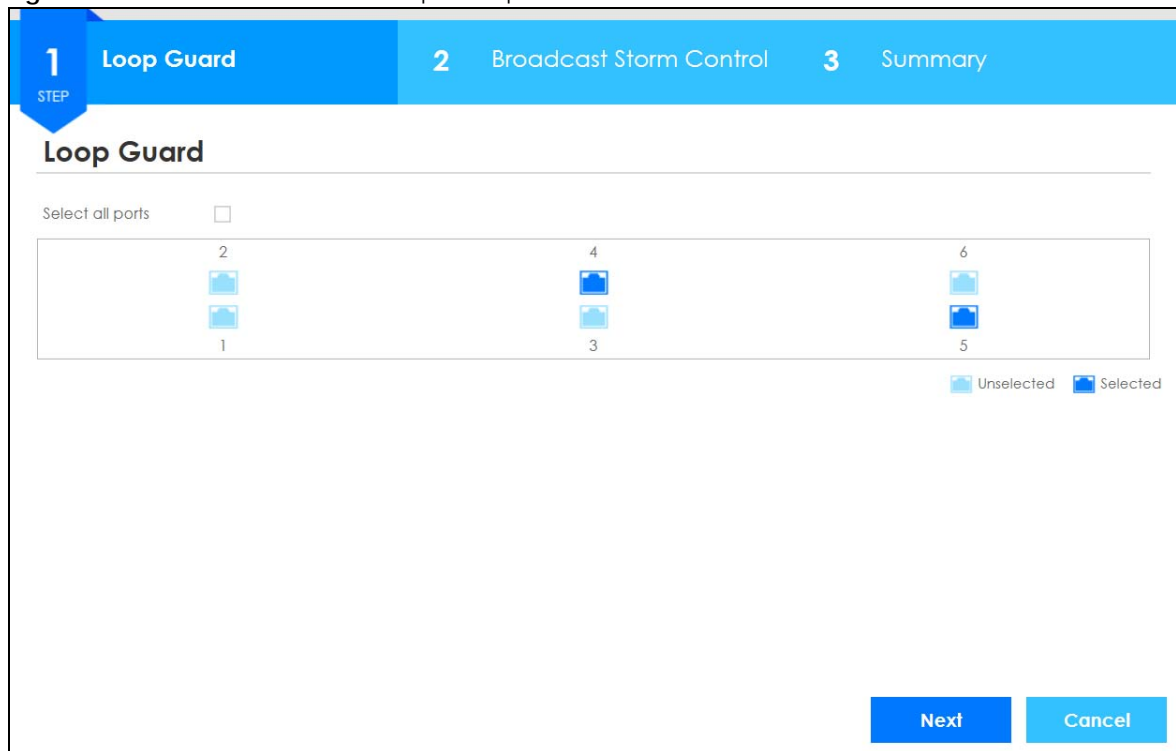 1 Loop Guard 2 Broadcast Storm Control 3 Summary
STEP
Loop Guard
Select all ports
2 4 6
1 3 5
Unselected Selected
Next Cancel